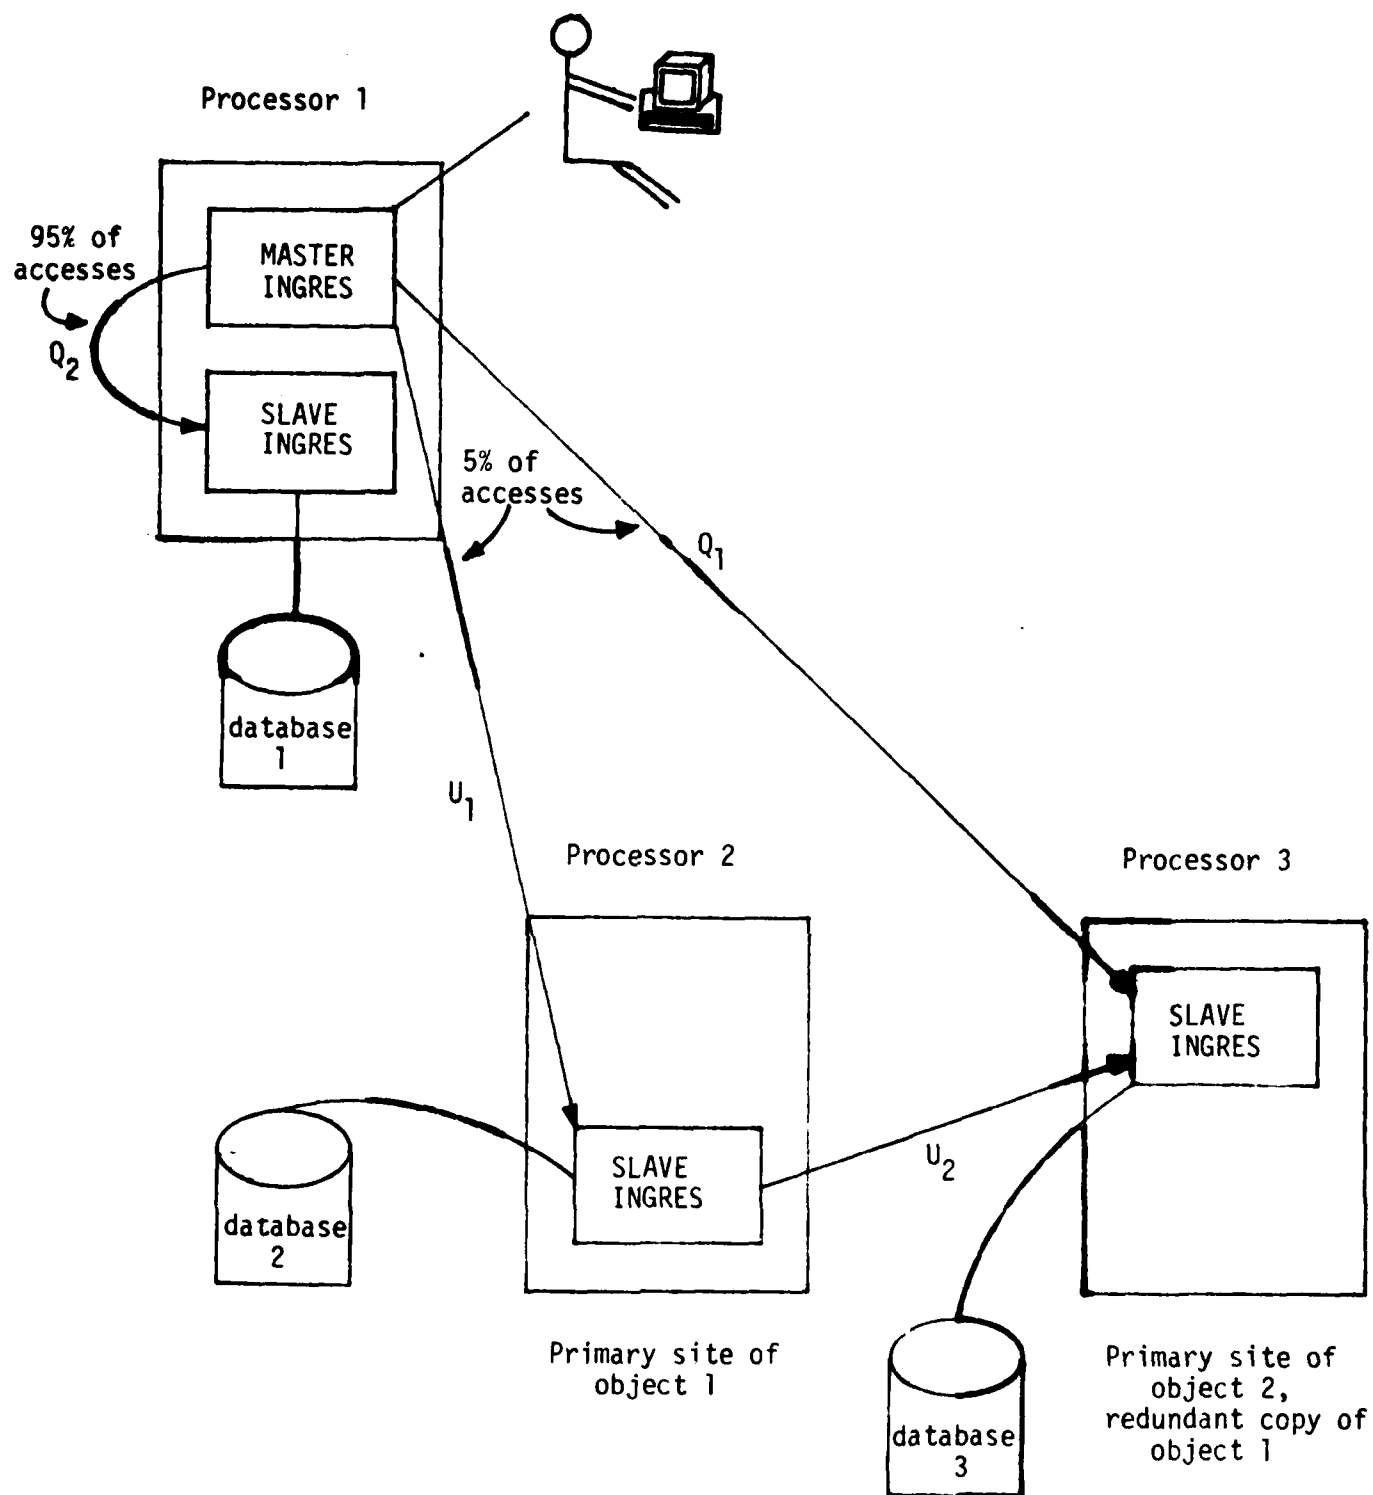 Processor 1
95% of
accesses
MASTER
INGRES
Q2
SLAVE
INGRES
5% of
accesses
Q1
database
1
U1
Processor 2
Processor 3
SLAVE
INGRES
SLAVE
INGRES
U2
database
2
Primary site of
object 1
Primary site of
object 2,
redundant copy of
object 1
database
3